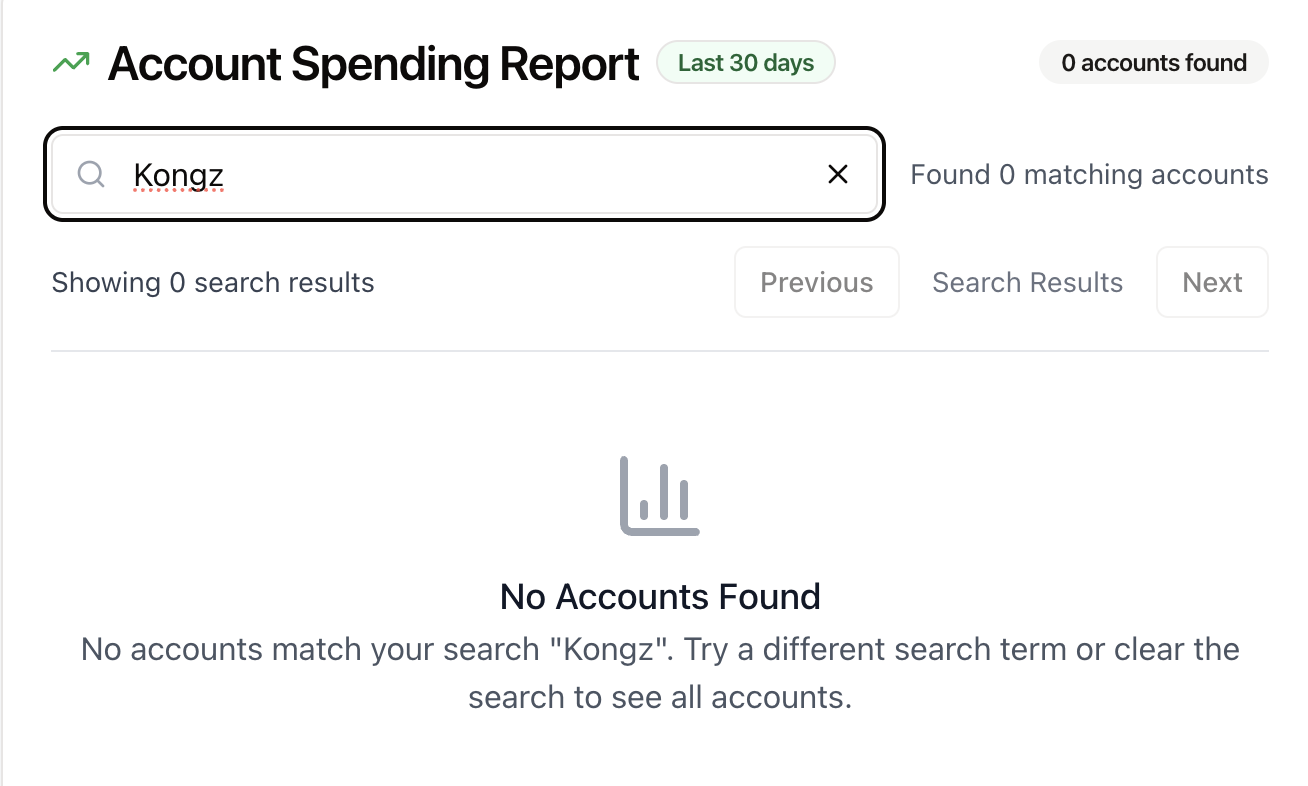 Account Spending Report Last 30 days 0 accounts found
Kongz Found 0 matching accounts
Showing 0 search results Previous Search Results Next
No Accounts Found
No accounts match your search "Kongz". Try a different search term or clear the
search to see all accounts.